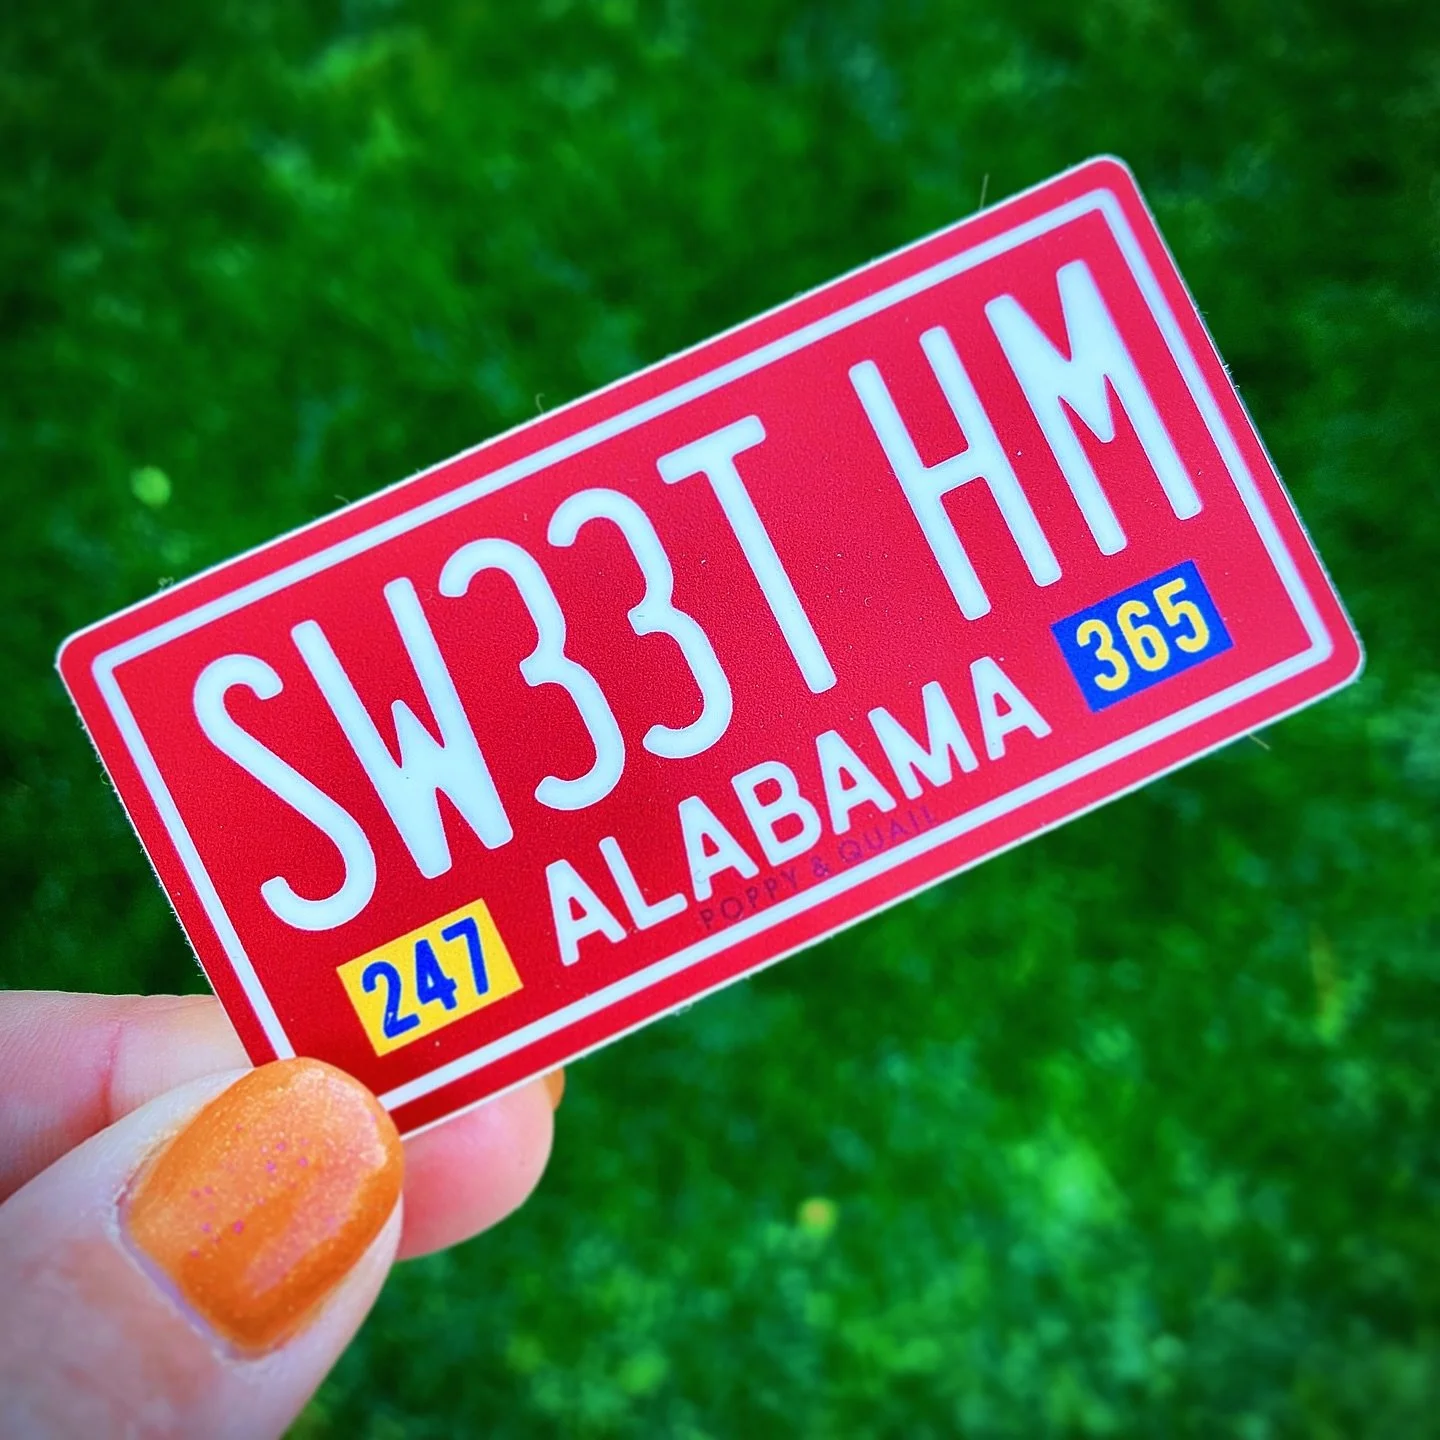 SW33T HM
247 ALABAMA 365
POPPY & QUAIL